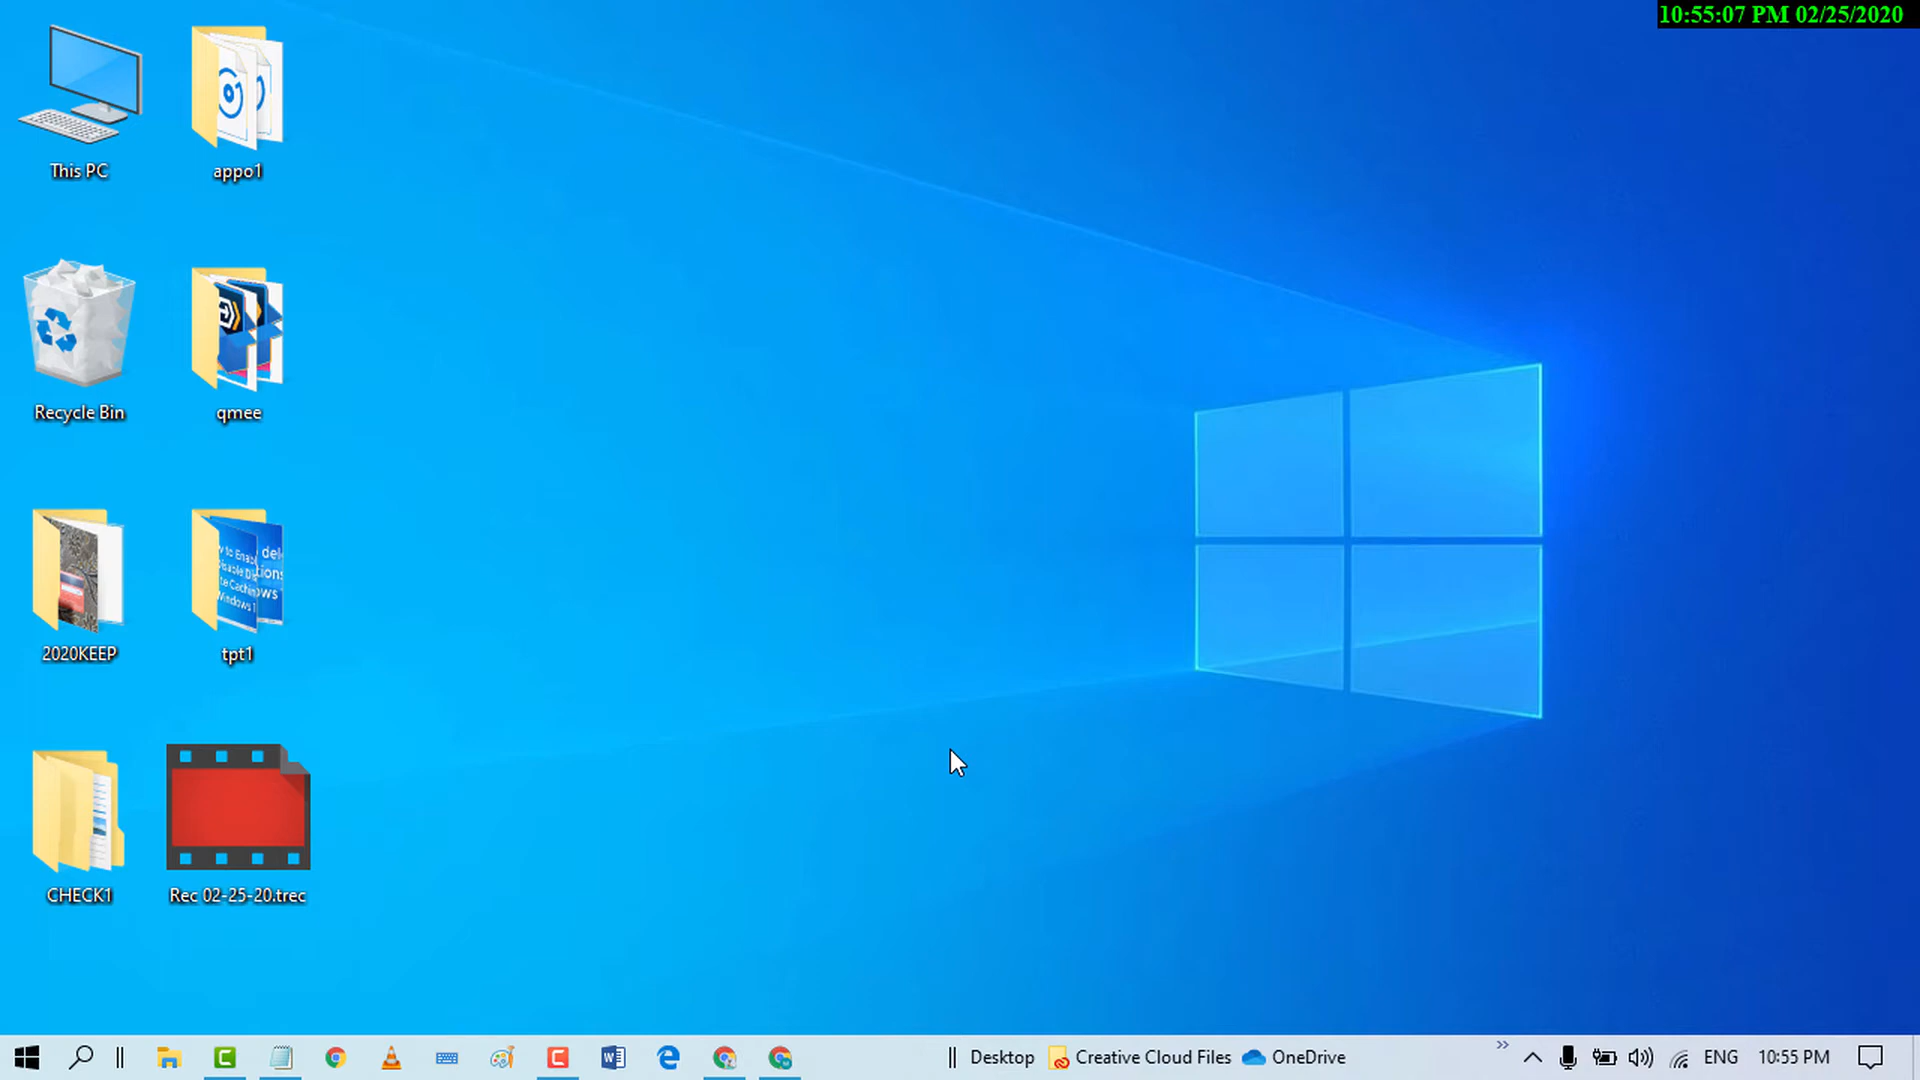 10:55:07 PM 02/25/2020
This PC
appo1
Recycle Bin
qmee
2020KEEP
tpt1
CHECK1
Rec 02-25-20.trec
Desktop
Creative Cloud Files
OneDrive
ENG
10:55 PM